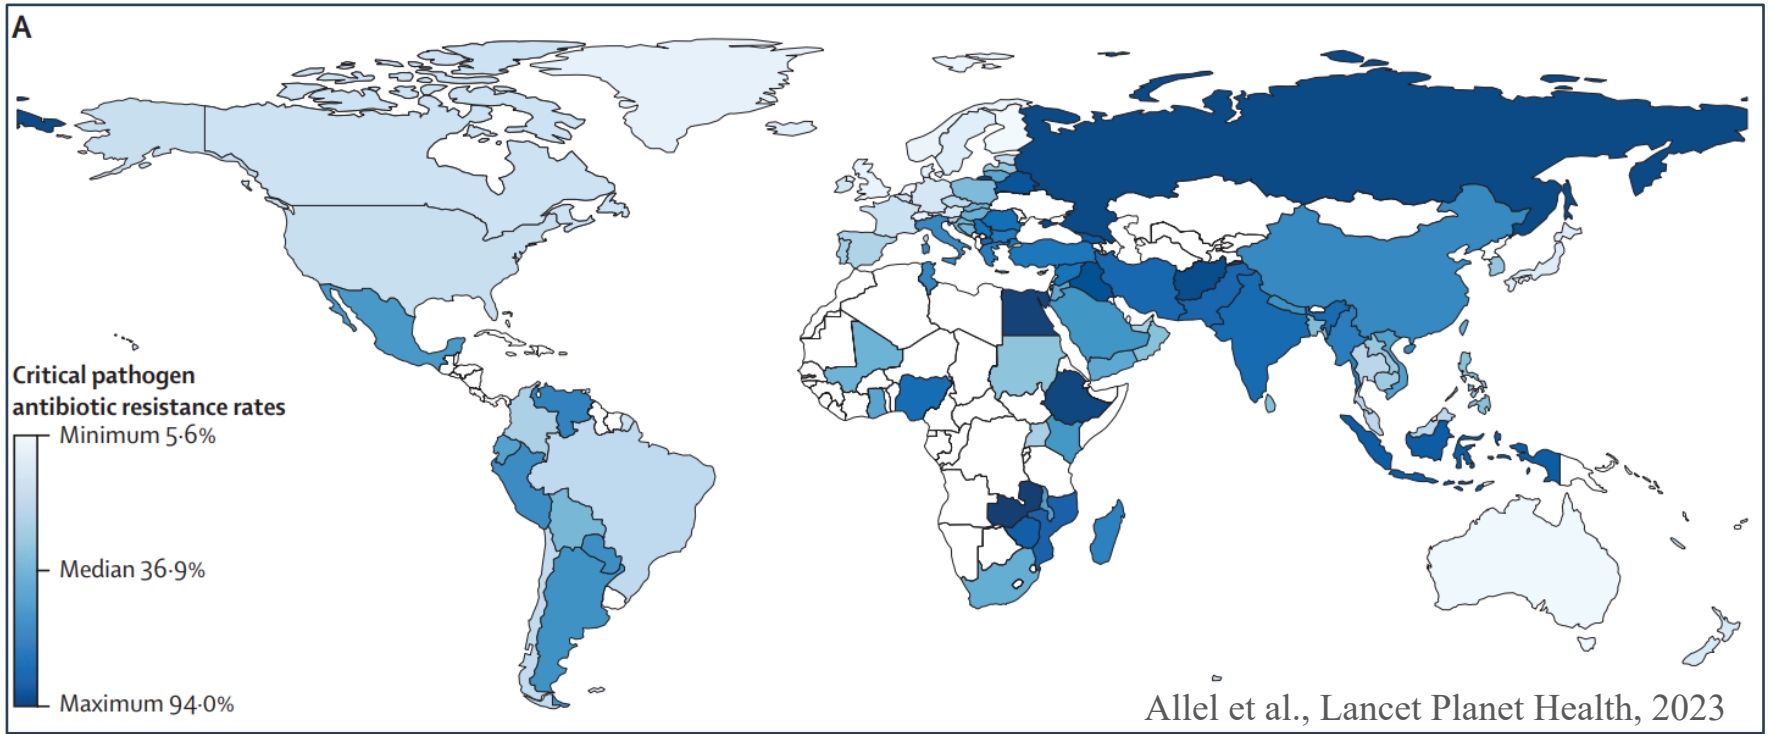 A
Critical pathogen
antibiotic resistance rates
Minimum 5·6%
Median 36·9%
Maximum 94·0%
Allel et al., Lancet Planet Health, 2023